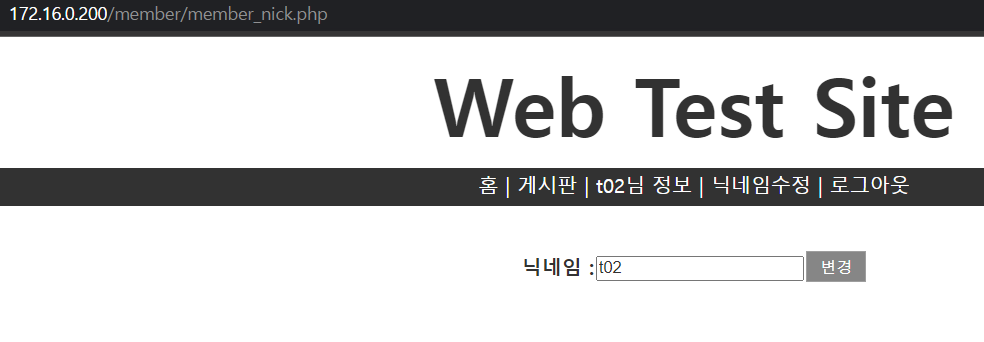 172.16.0.200/member/member_nick.php
Web Test Site
홈 | 게시판 | t02님 정보 | 닉네임수정 | 로그아웃
닉네임 :t02 변경